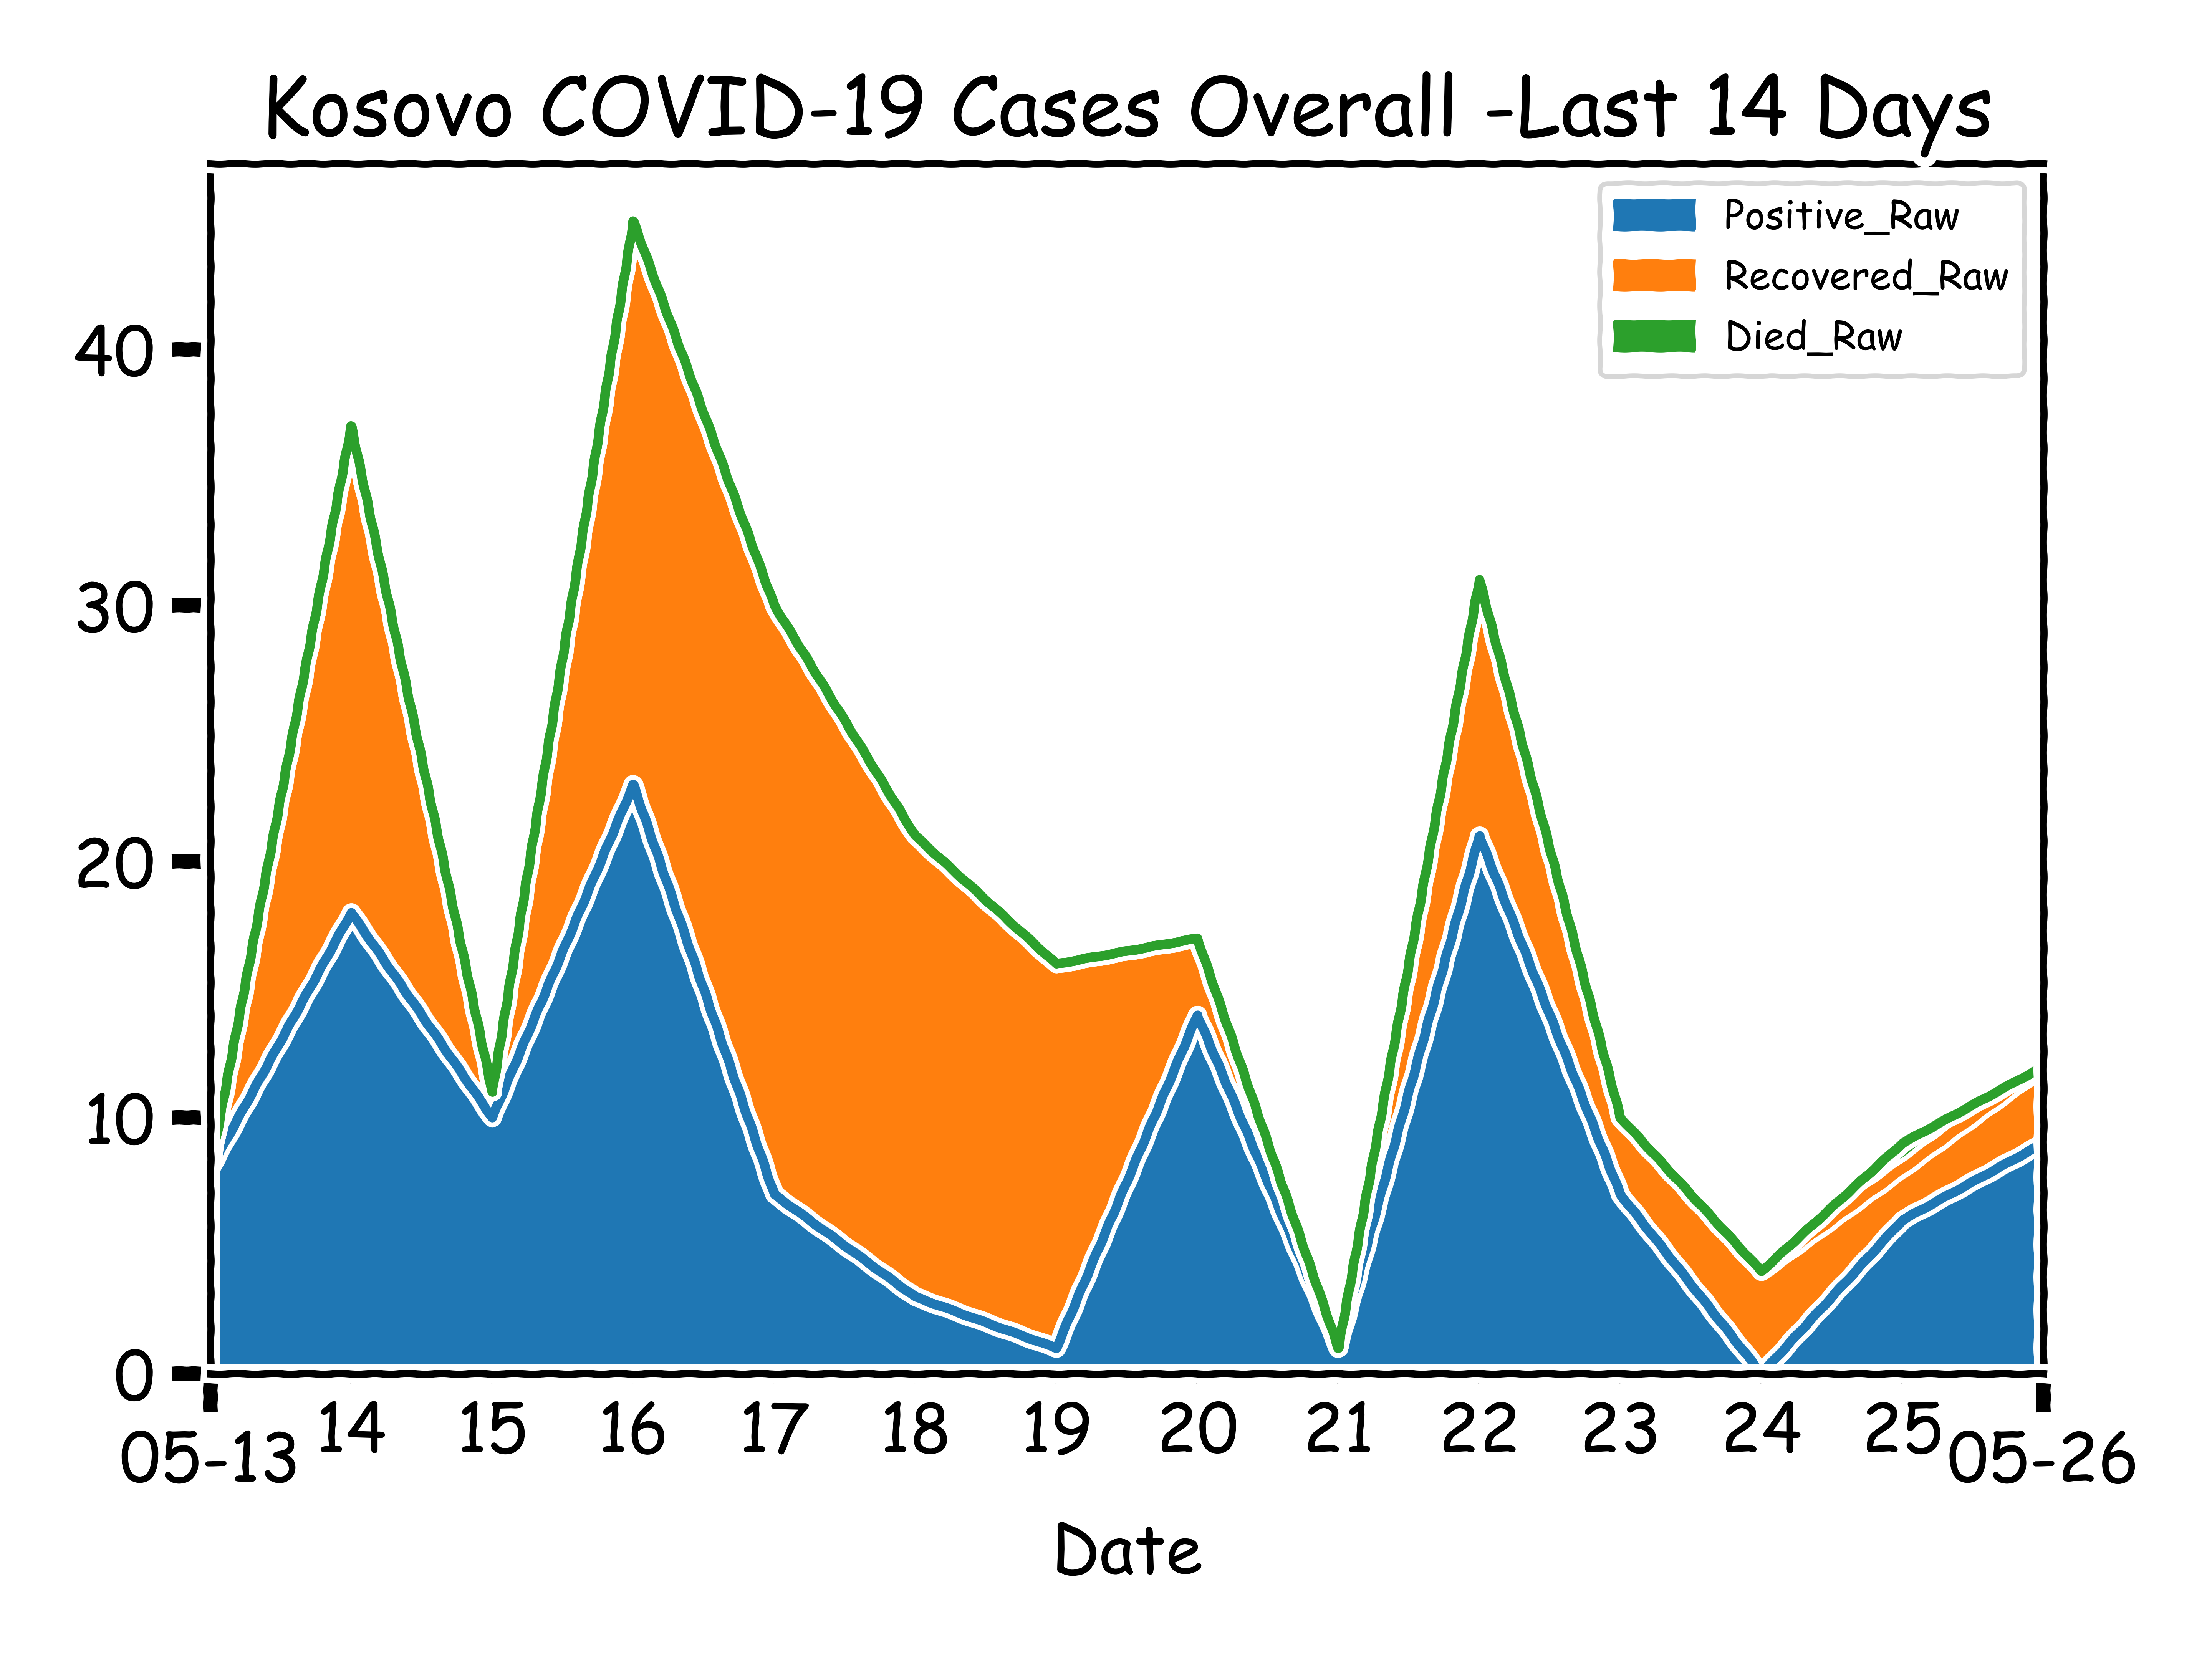 Kosovo COVID-19 Cases Overall -Last 14 Days
Positive_Raw
Recovered_Raw
Died_Raw
40
30
20
10
0
14 15 16 17 18 19 20 21 22 23 24 25
05-13 05-26
Date